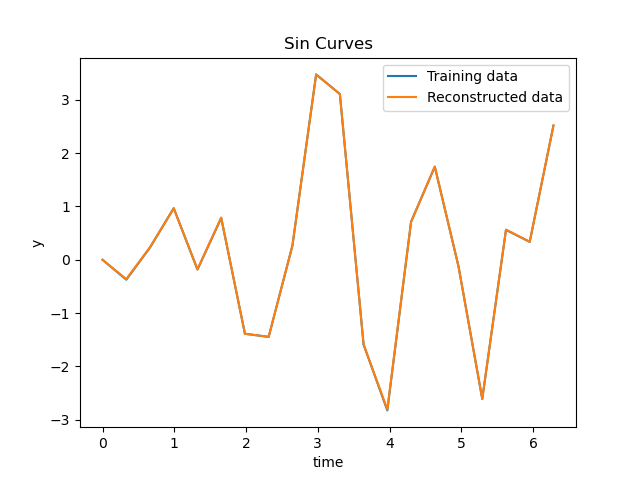 Sin Curves
Training data
Reconstructed data
3
2
1
0
−1
−2
−3
y
0 1 2 3 4 5 6
time